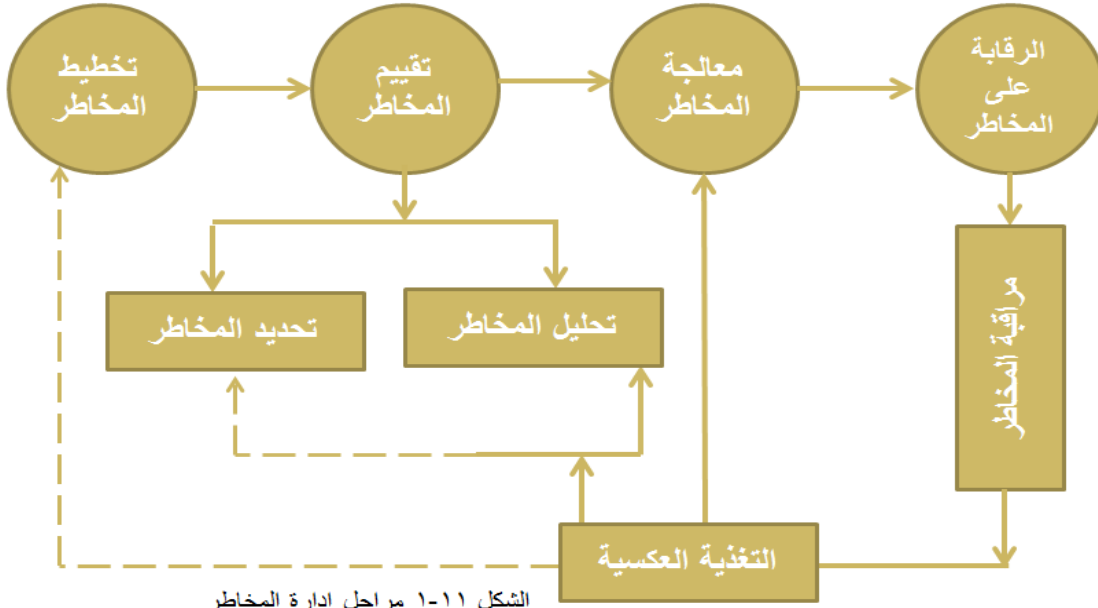 تخطيط
المخاطر
تقييم
المخاطر
معالجة
المخاطر
الرقابة
على
المخاطر
تحديد المخاطر
تحليل المخاطر
مراقبة المخاطر
التغذية العكسية
الشكل ١١-١ مراحل ادارة المخاطر